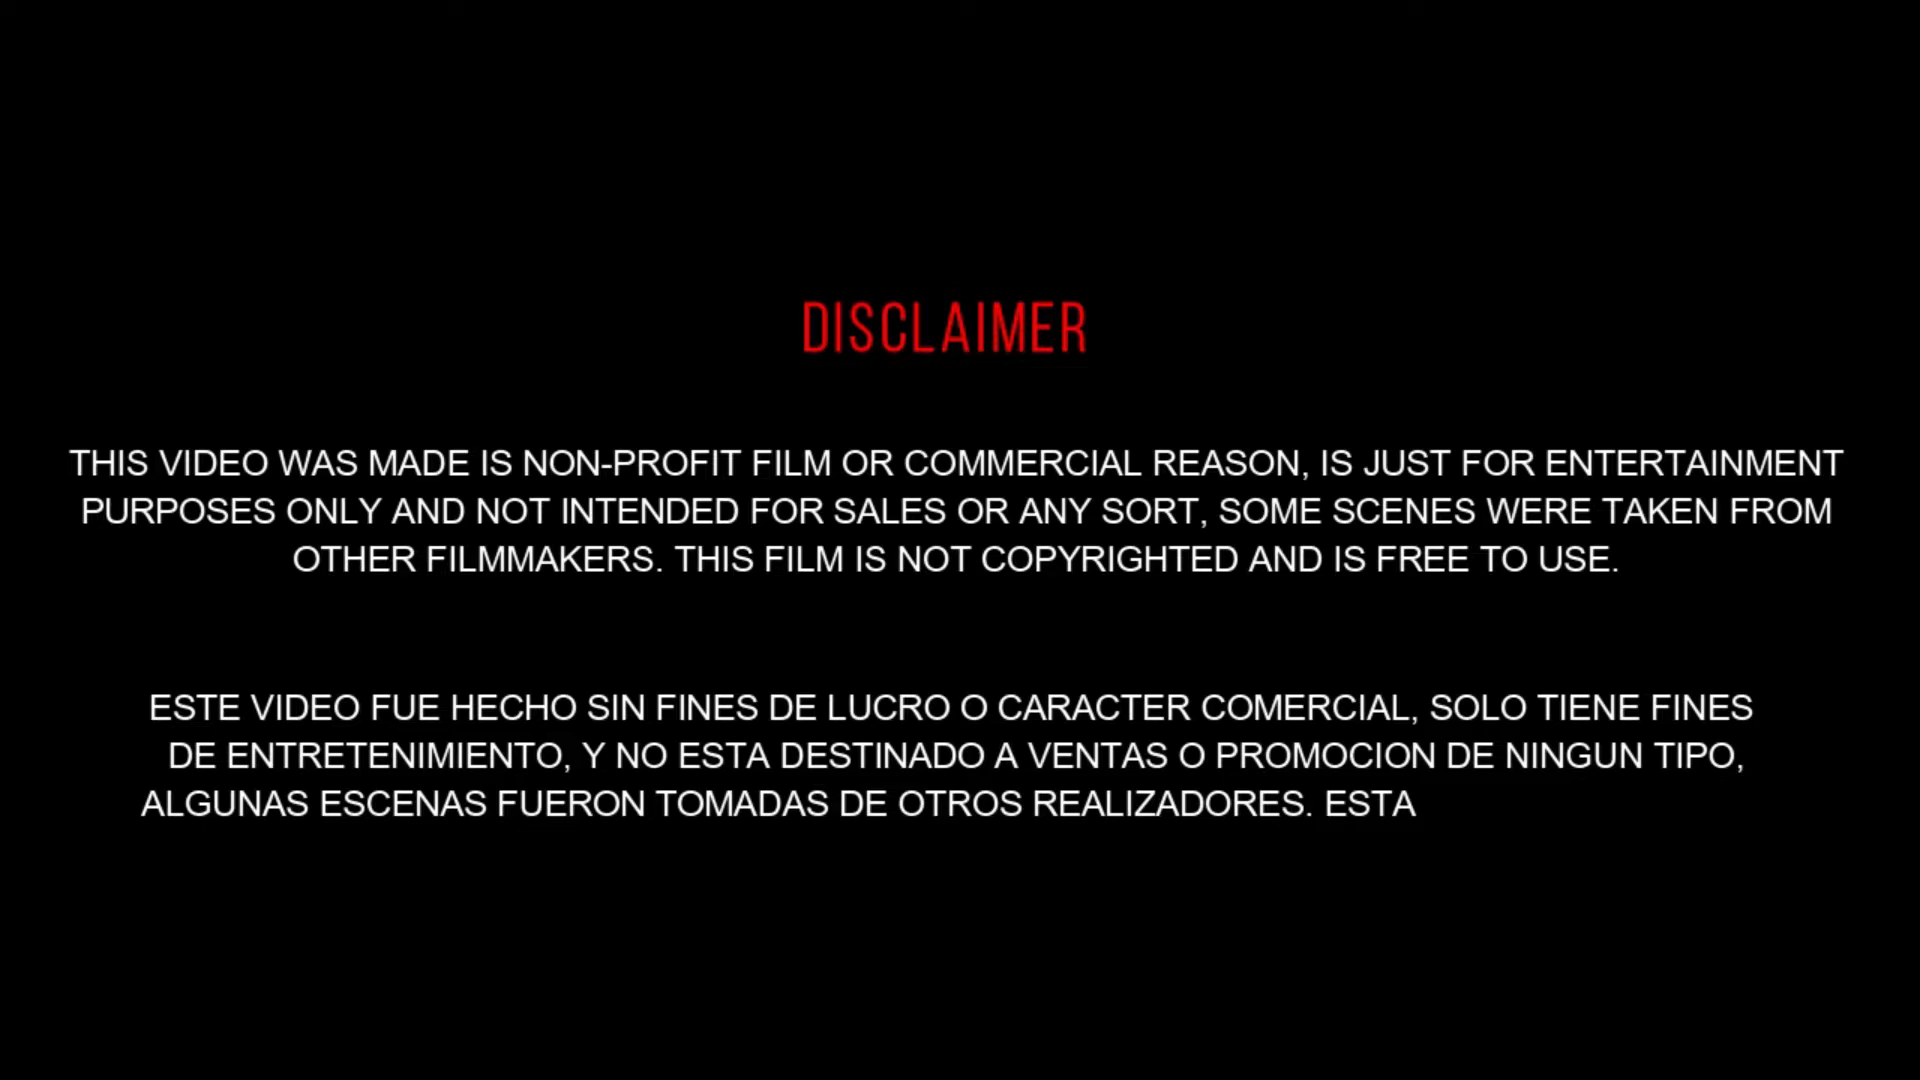 DISCLAIMER
THIS VIDEO WAS MADE IS NON-PROFIT FILM OR COMMERCIAL REASON, IS JUST FOR ENTERTAINMENT
PURPOSES ONLY AND NOT INTENDED FOR SALES OR ANY SORT, SOME SCENES WERE TAKEN FROM
OTHER FILMMAKERS. THIS FILM IS NOT COPYRIGHTED AND IS FREE TO USE.
ESTE VIDEO FUE HECHO SIN FINES DE LUCRO O CARACTER COMERCIAL, SOLO TIENE FINES
DE ENTRETENIMIENTO, Y NO ESTA DESTINADO A VENTAS O PROMOCION DE NINGUN TIPO,
ALGUNAS ESCENAS FUERON TOMADAS DE OTROS REALIZADORES. ESTA